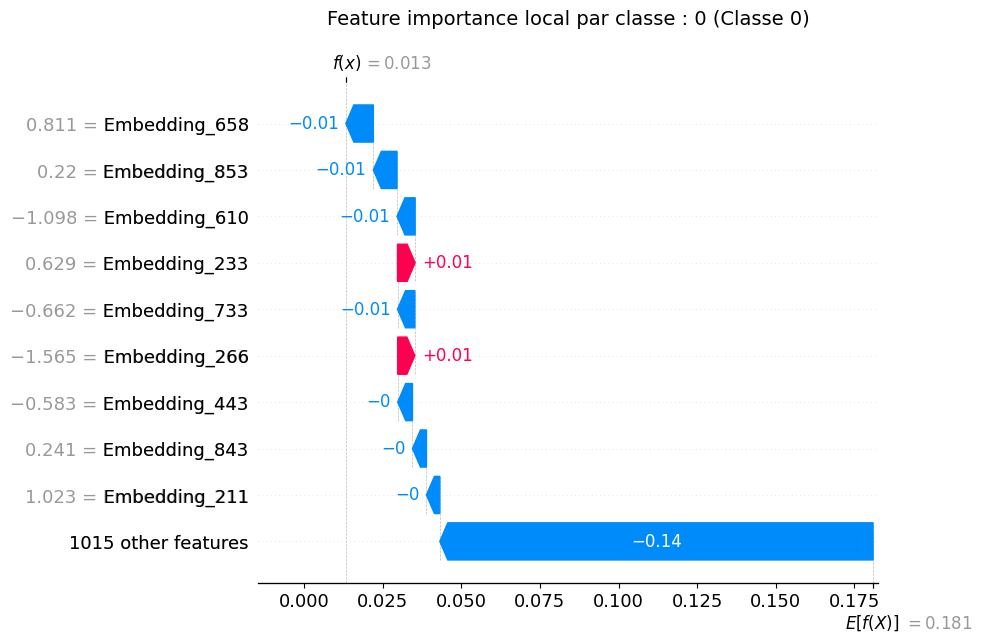 Feature importance local par classe : 0 (Classe 0)
f(x) = 0.013
0.811 = Embedding_658 −0.01
0.22 = Embedding_853 −0.01
−1.098 = Embedding_610 −0.01
0.629 = Embedding_233 +0.01
−0.662 = Embedding_733 −0.01
−1.565 = Embedding_266 +0.01
−0.583 = Embedding_443 −0
0.241 = Embedding_843 −0
1.023 = Embedding_211 −0
1015 other features −0.14
0.000 0.025 0.050 0.075 0.100 0.125 0.150 0.175
E[f(X)] = 0.181